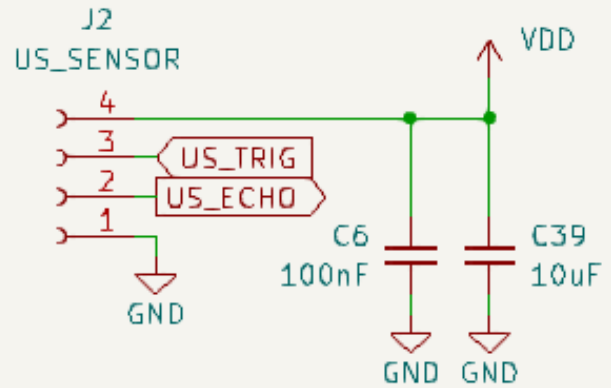 J2
US_SENSOR
VDD
4
3
US_TRIG
2
US_ECHO
1
GND
C6
100nF
C39
10uF
GND
GND